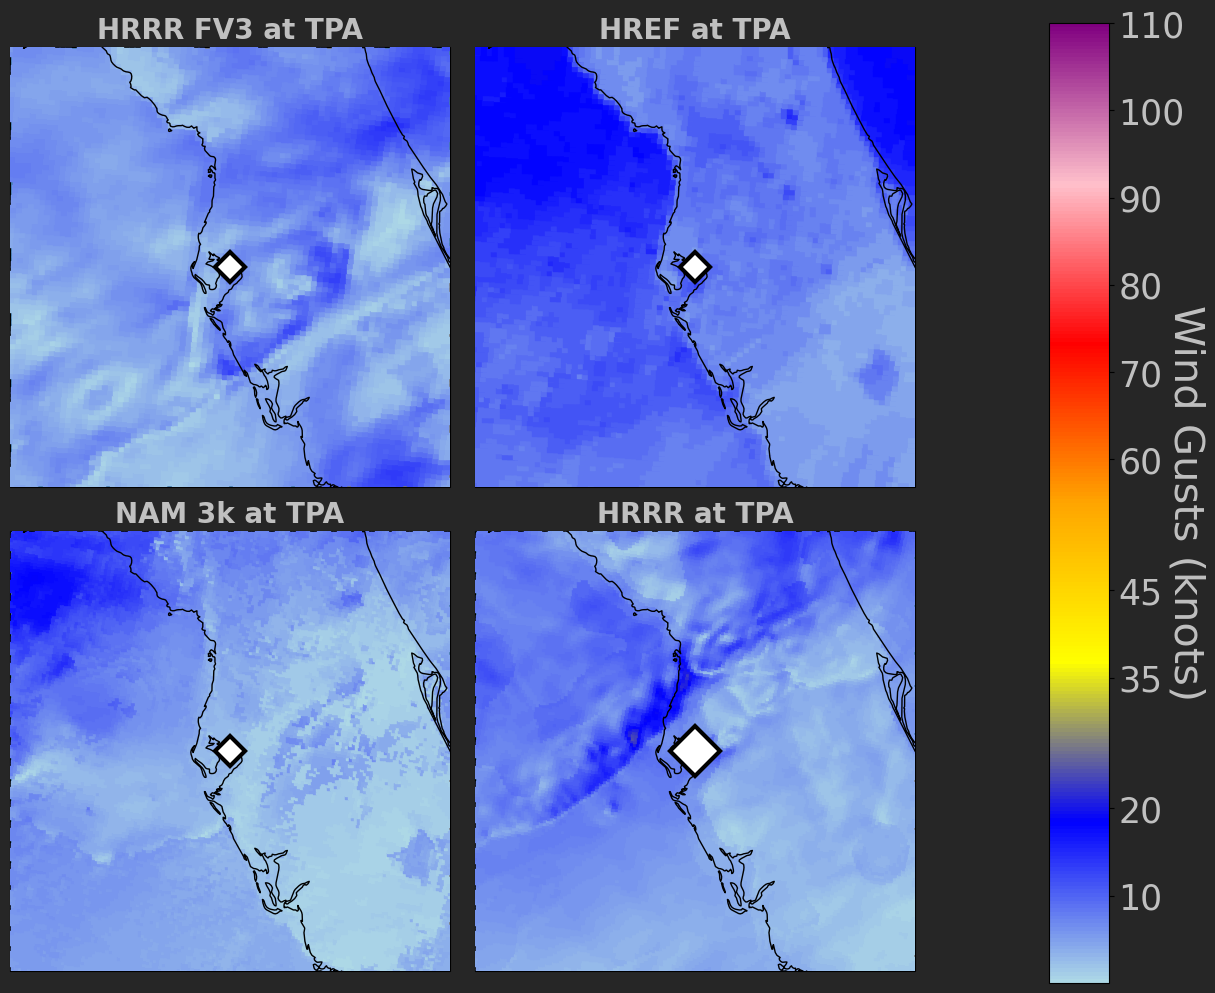 HRRR FV3 at TPA
HREF at TPA
NAM 3k at TPA
HRRR at TPA
110
100
90
80
70
60
45
35
20
10
Wind Gusts (knots)